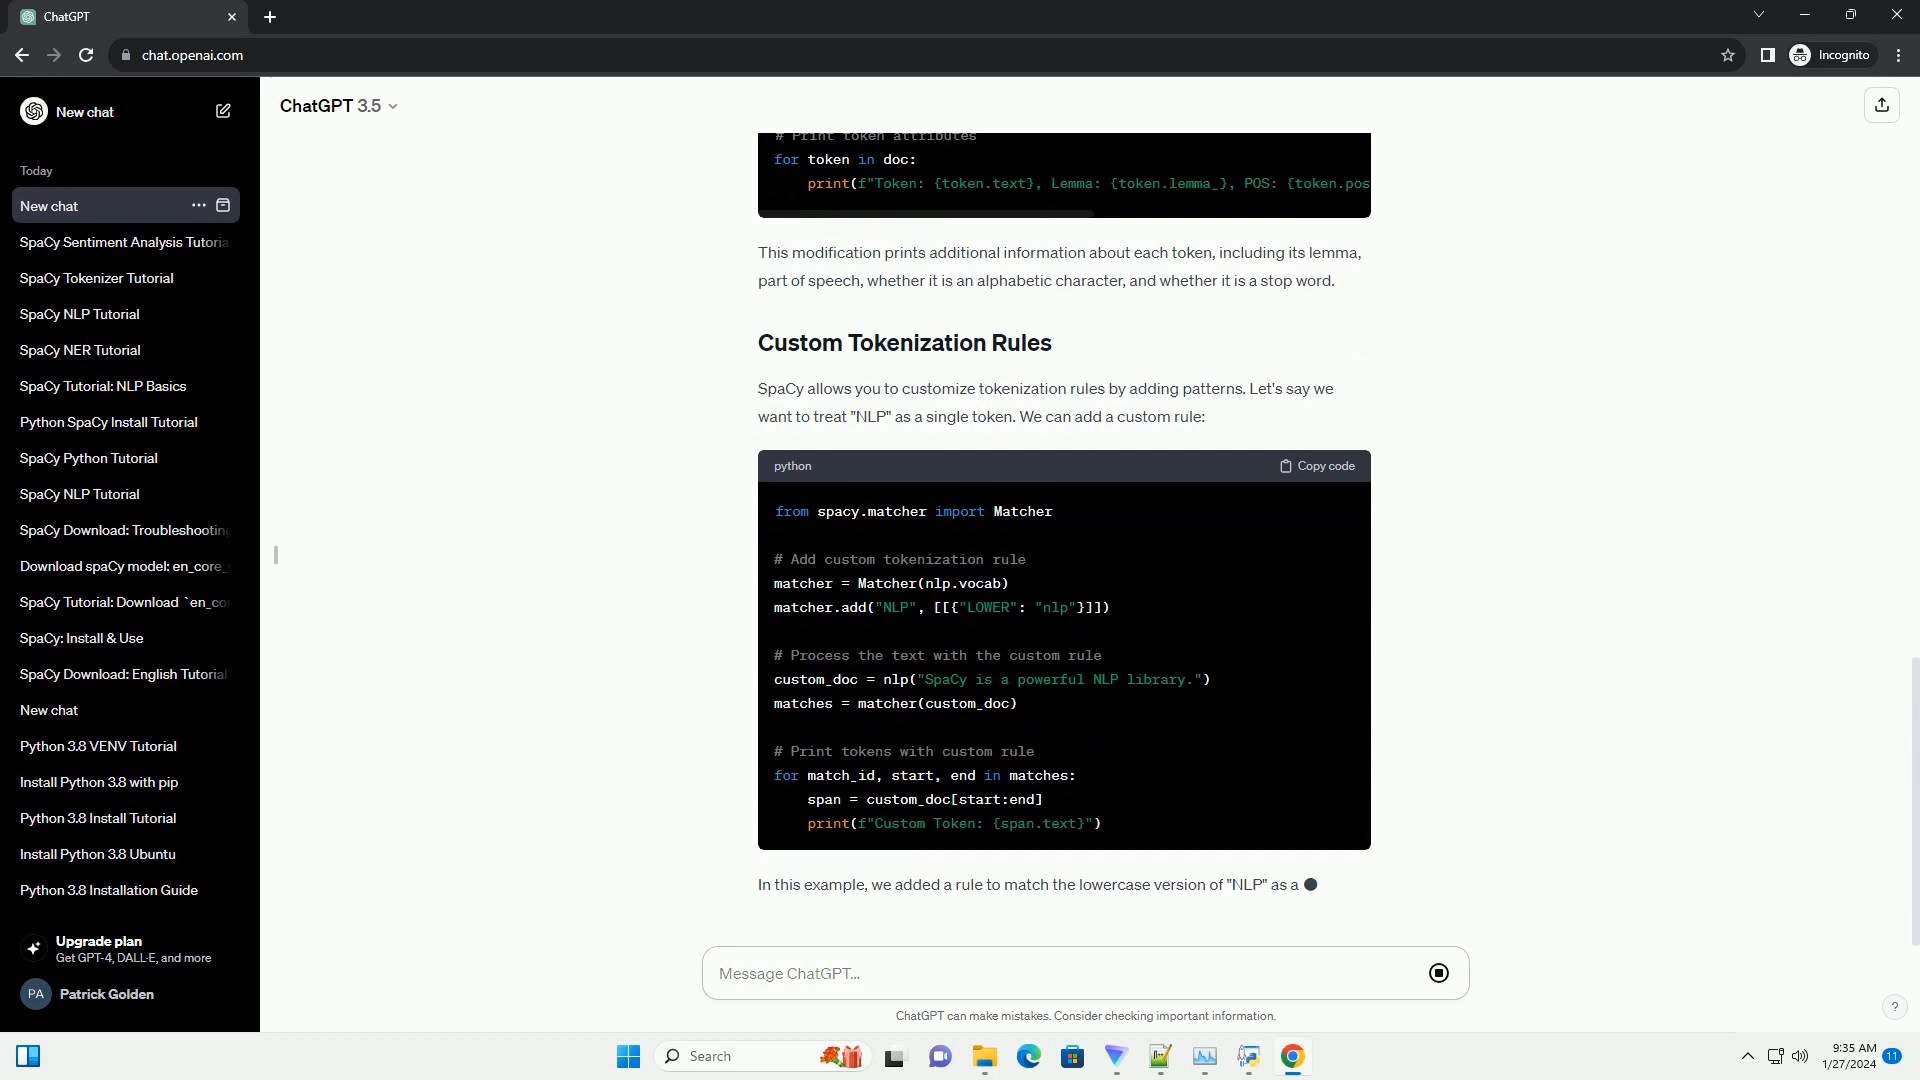 ChatGPT
chat.openai.com
Incognito
New chat
ChatGPT 3.5
Today
New chat
SpaCy Sentiment Analysis Tutoria
SpaCy Tokenizer Tutorial
SpaCy NLP Tutorial
SpaCy NER Tutorial
SpaCy Tutorial: NLP Basics
Python SpaCy Install Tutorial
SpaCy Python Tutorial
SpaCy NLP Tutorial
SpaCy Download: Troubleshooting
Download spaCy model: en_core_
SpaCy Tutorial: Download `en_co
SpaCy: Install & Use
SpaCy Download: English Tutorial
New chat
Python 3.8 VENV Tutorial
Install Python 3.8 with pip
Python 3.8 Install Tutorial
Install Python 3.8 Ubuntu
Python 3.8 Installation Guide
Upgrade plan
Get GPT-4, DALL·E, and more
PA
Patrick Golden
# Print token attributes
for token in doc:
print(f"Token: {token.text}, Lemma: {token.lemma_}, POS: {token.pos
This modification prints additional information about each token, including its lemma,
part of speech, whether it is an alphabetic character, and whether it is a stop word.
Custom Tokenization Rules
SpaCy allows you to customize tokenization rules by adding patterns. Let's say we
want to treat "NLP" as a single token. We can add a custom rule:
python
Copy code
from spacy.matcher import Matcher
# Add custom tokenization rule
matcher = Matcher(nlp.vocab)
matcher.add("NLP", [[{"LOWER": "nlp"}]])
# Process the text with the custom rule
custom_doc = nlp("SpaCy is a powerful NLP library.")
matches = matcher(custom_doc)
# Print tokens with custom rule
for match_id, start, end in matches:
span = custom_doc[start:end]
print(f"Custom Token: {span.text}")
In this example, we added a rule to match the lowercase version of "NLP" as a
Message ChatGPT...
ChatGPT can make mistakes. Consider checking important information.
?
Search
9:35 AM
1/27/2024
11